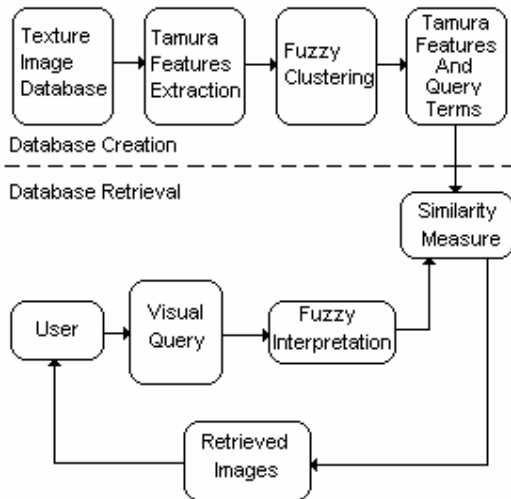 Texture
Image
Database
Tamura
Features
Extraction
Fuzzy
Clustering
Tamura
Features
And
Query
Terms
Database Creation
Database Retrieval
Similarity
Measure
User
Visual
Query
Fuzzy
Interpretation
Retrieved
Images